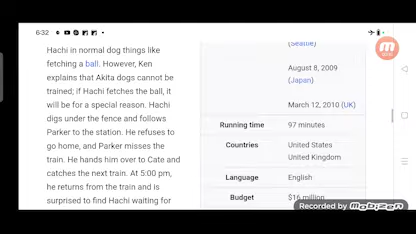 6:32
Hachi in normal dog things like
fetching a ball. However, Ken
explains that Akita dogs cannot be
trained; if Hachi fetches the ball, it
will be for a special reason. Hachi
digs under the fence and follows
Parker to the station. He refuses to
go home, and Parker misses the
train. He hands him over to Cate and
catches the next train. At 5:00 pm,
he returns from the train and is
surprised to find Hachi waiting for
(Seattle)
August 8, 2009
(Japan)
March 12, 2010 (UK)
Running time 97 minutes
Countries United States
United Kingdom
Language English
Budget $16 million
Recorded by Mobizen